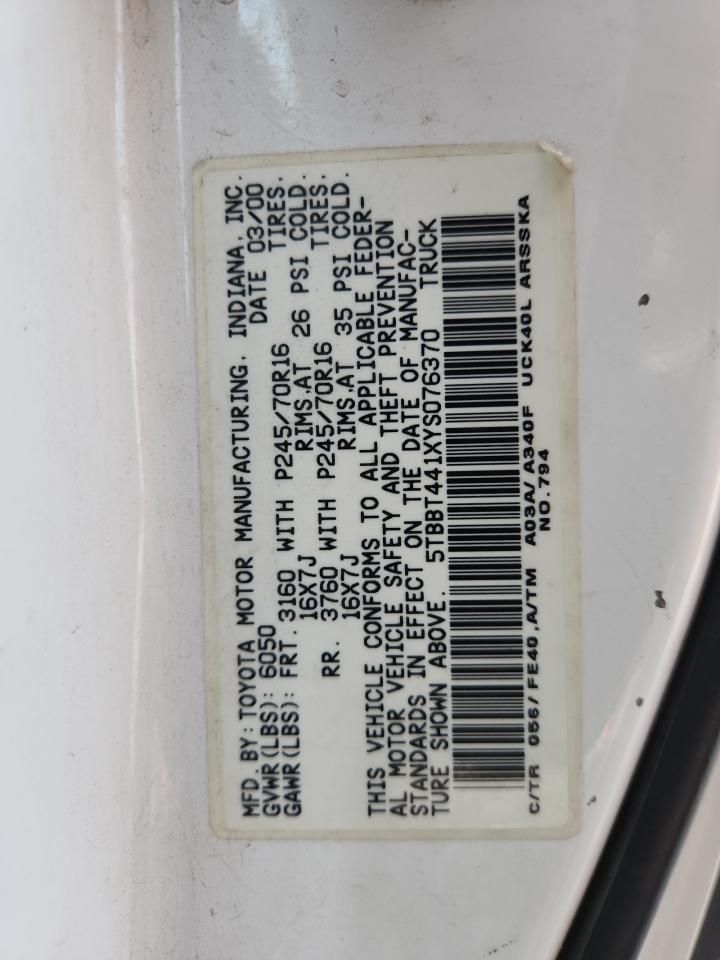 MFD. BY: TOYOTA MOTOR MANUFACTURING, INDIANA, INC.
GVWR(LBS): 6050 DATE 03/00
GAWR(LBS): FRT. 3160 WITH P245/70R16 TIRES,
16X7J RIMS,AT 26 PSI COLD.
RR. 3760 WITH P245/70R16 TIRES,
16X7J RIMS,AT 35 PSI COLD.
THIS VEHICLE CONFORMS TO ALL APPLICABLE FEDER-
AL MOTOR VEHICLE SAFETY AND THEFT PREVENTION
STANDARDS IN EFFECT ON THE DATE OF MANUFAC-
TURE SHOWN ABOVE. 5TBBT441XYS076370 TRUCK
C/TR 056/FE40,A/TM A03A/A340F UCK40L ARSSKA
NO.794